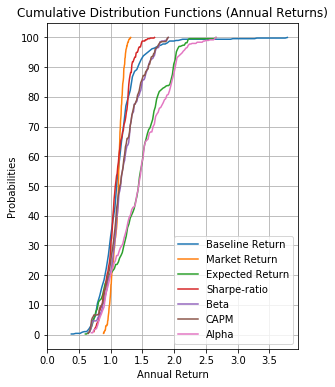 Cumulative Distribution Functions (Annual Returns)
Probabilities
100
90
80
70
60
50
40
30
20
10
0
Baseline Return
Market Return
Expected Return
Sharpe-ratio
Beta
CAPM
Alpha
0.0 0.5 1.0 1.5 2.0 2.5 3.0 3.5
Annual Return